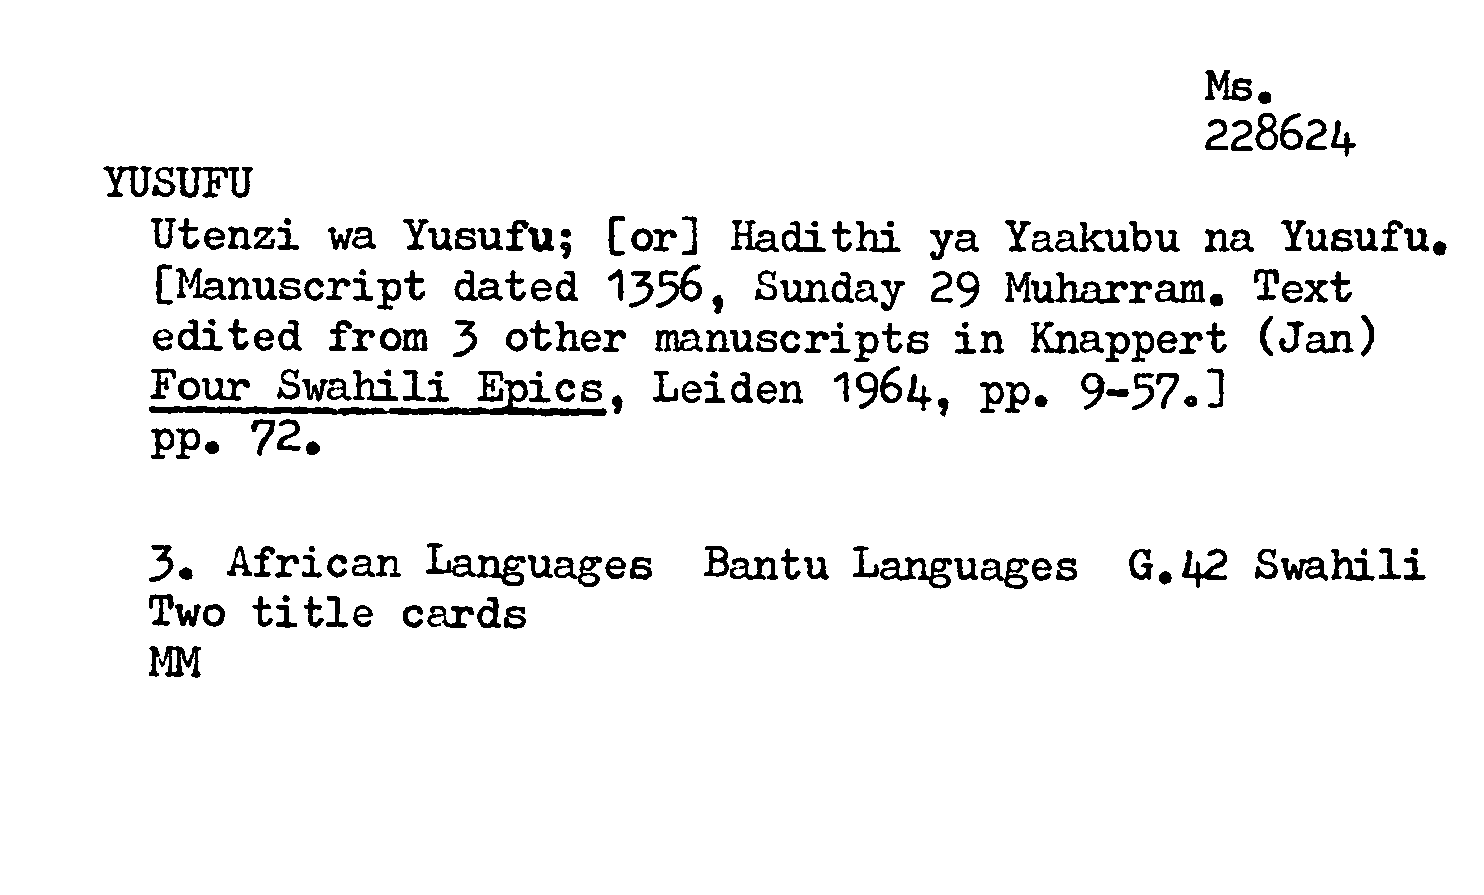 Ms.
228624
YUSUFU
Utenzi wa Yusufu; [or] Hadithi ya Yaakubu na Yusufu.
[Manuscript dated 1356, Sunday 29 Muharram. Text
edited from 3 other manuscripts in Knappert (Jan)
Four Swahili Epics, Leiden 1964, pp. 9-57.]
pp. 72.
3. African Languages  Bantu Languages  G.42 Swahili
Two title cards
MM